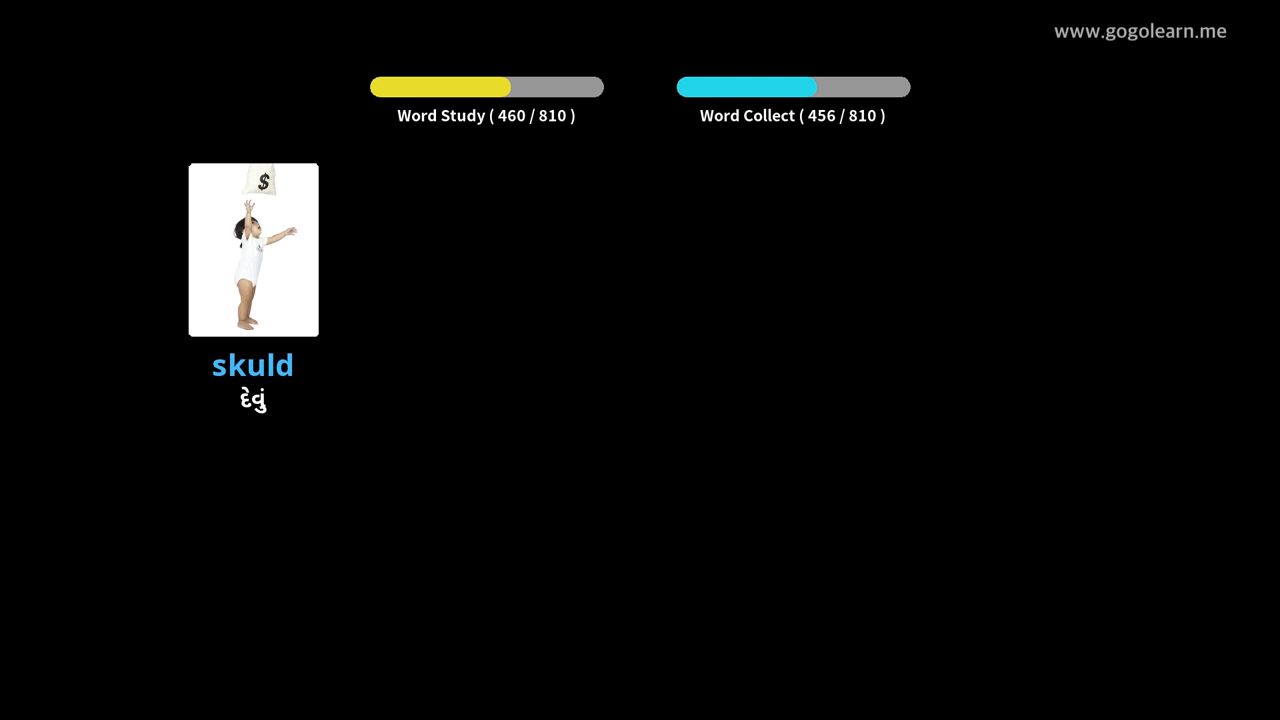 www.gogolearn.me
Word Study ( 460 / 810 )
Word Collect ( 456 / 810 )
$
skuld
દેવું